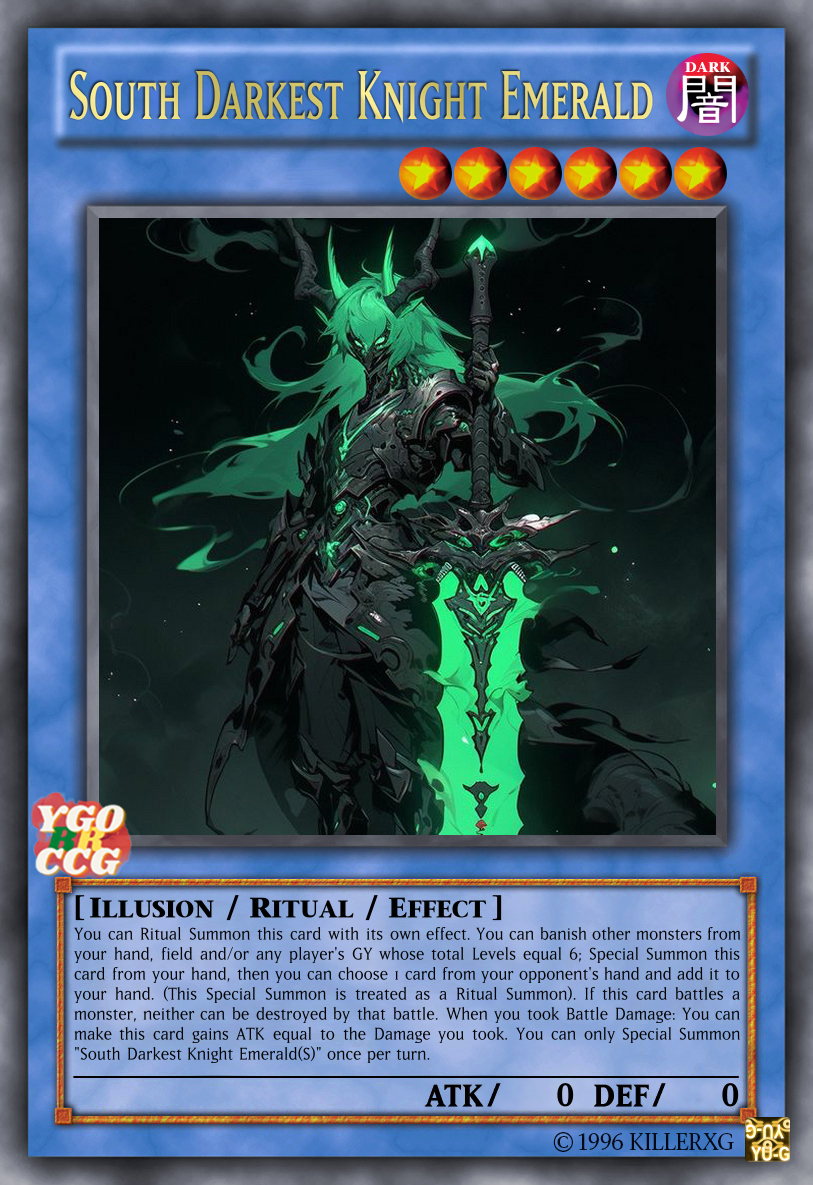 South Darkest Knight Emerald
DARK
闇
YGO
RR
CCG
[ Illusion / Ritual / Effect ]
You can Ritual Summon this card with its own effect. You can banish other monsters from
your hand, field and/or any player's GY whose total Levels equal 6; Special Summon this
card from your hand, then you can choose 1 card from your opponent's hand and add it to
your hand. (This Special Summon is treated as a Ritual Summon). If this card battles a
monster, neither can be destroyed by that battle. When you took Battle Damage: You can
make this card gains ATK equal to the Damage you took. You can only Special Summon
"South Darkest Knight Emerald(S)" once per turn.
ATK/ 0 DEF/ 0
© 1996 KILLERXG